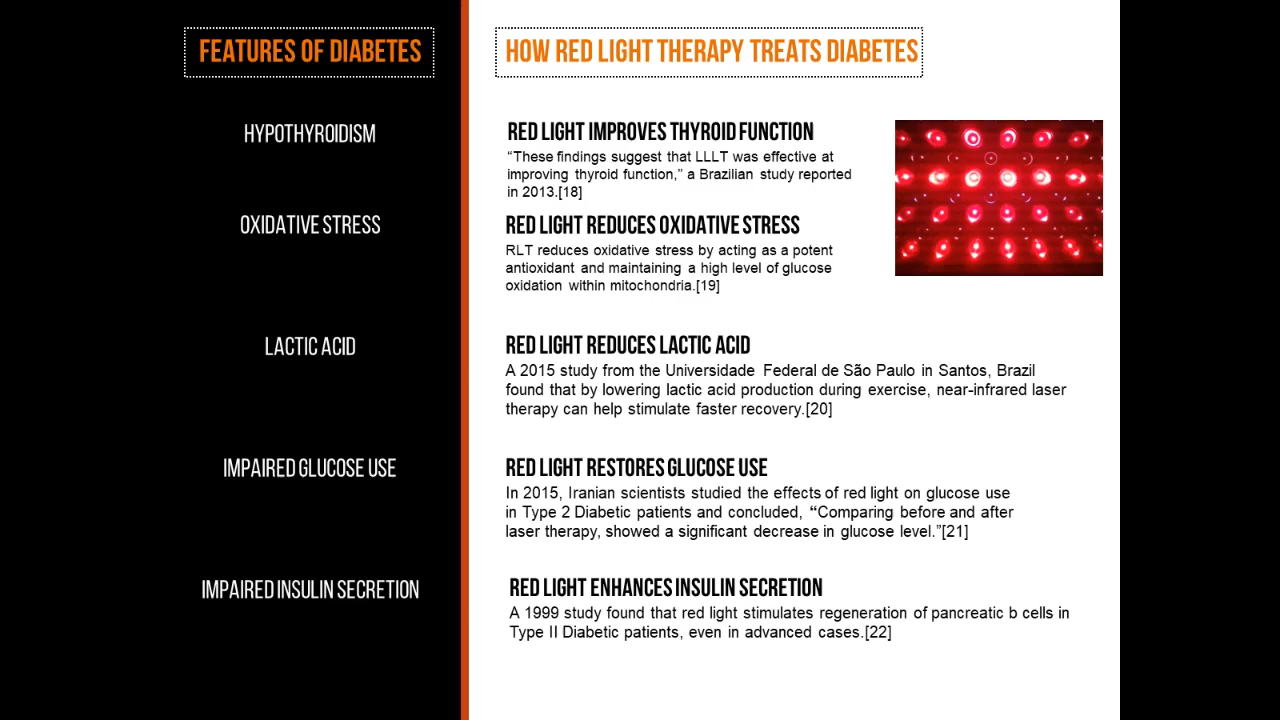 FEATURES OF DIABETES
HYPOTHYROIDISM
OXIDATIVE STRESS
LACTIC ACID
IMPAIRED GLUCOSE USE
IMPAIRED INSULIN SECRETION
HOW RED LIGHT THERAPY TREATS DIABETES
RED LIGHT IMPROVES THYROID FUNCTION
“These findings suggest that LLLT was effective at
improving thyroid function,” a Brazilian study reported
in 2013.[18]
RED LIGHT REDUCES OXIDATIVE STRESS
RLT reduces oxidative stress by acting as a potent
antioxidant and maintaining a high level of glucose
oxidation within mitochondria.[19]
RED LIGHT REDUCES LACTIC ACID
A 2015 study from the Universidade Federal de São Paulo in Santos, Brazil
found that by lowering lactic acid production during exercise, near-infrared laser
therapy can help stimulate faster recovery.[20]
RED LIGHT RESTORES GLUCOSE USE
In 2015, Iranian scientists studied the effects of red light on glucose use
in Type 2 Diabetic patients and concluded, “Comparing before and after
laser therapy, showed a significant decrease in glucose level.”[21]
RED LIGHT ENHANCES INSULIN SECRETION
A 1999 study found that red light stimulates regeneration of pancreatic b cells in
Type II Diabetic patients, even in advanced cases.[22]